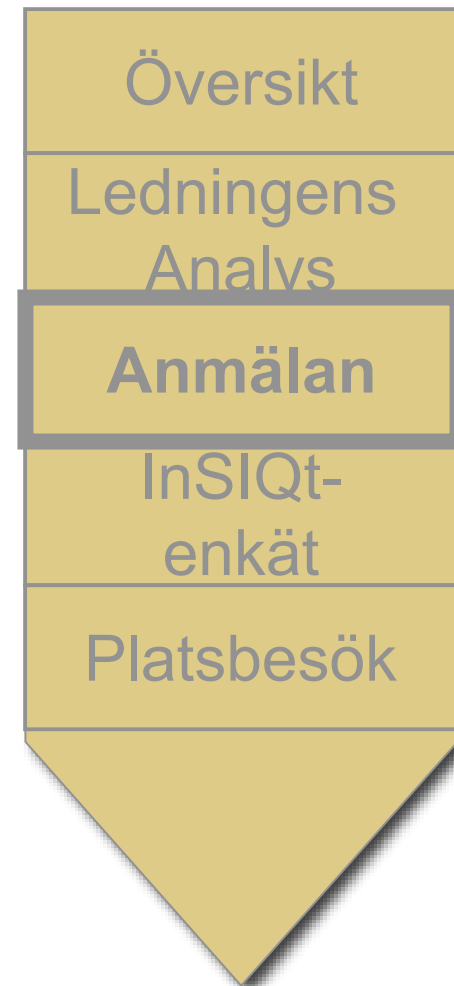 Översikt
Ledningens
Analys
Anmälan
InSIQt-
enkät
Platsbesök